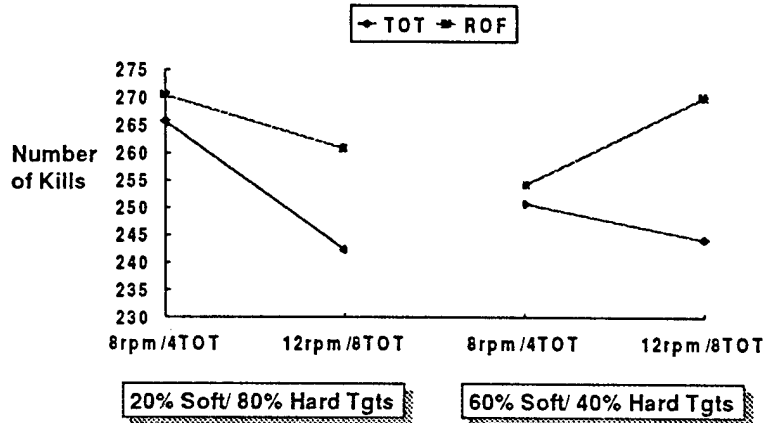 TOT ROF
275
270
265
260
255
250
245
240
235
230
Number
of Kills
8rpm/4TOT 12rpm/8TOT 8rpm/4TOT 12rpm/8TOT
20% Soft/ 80% Hard Tgts 60% Soft/ 40% Hard Tgts